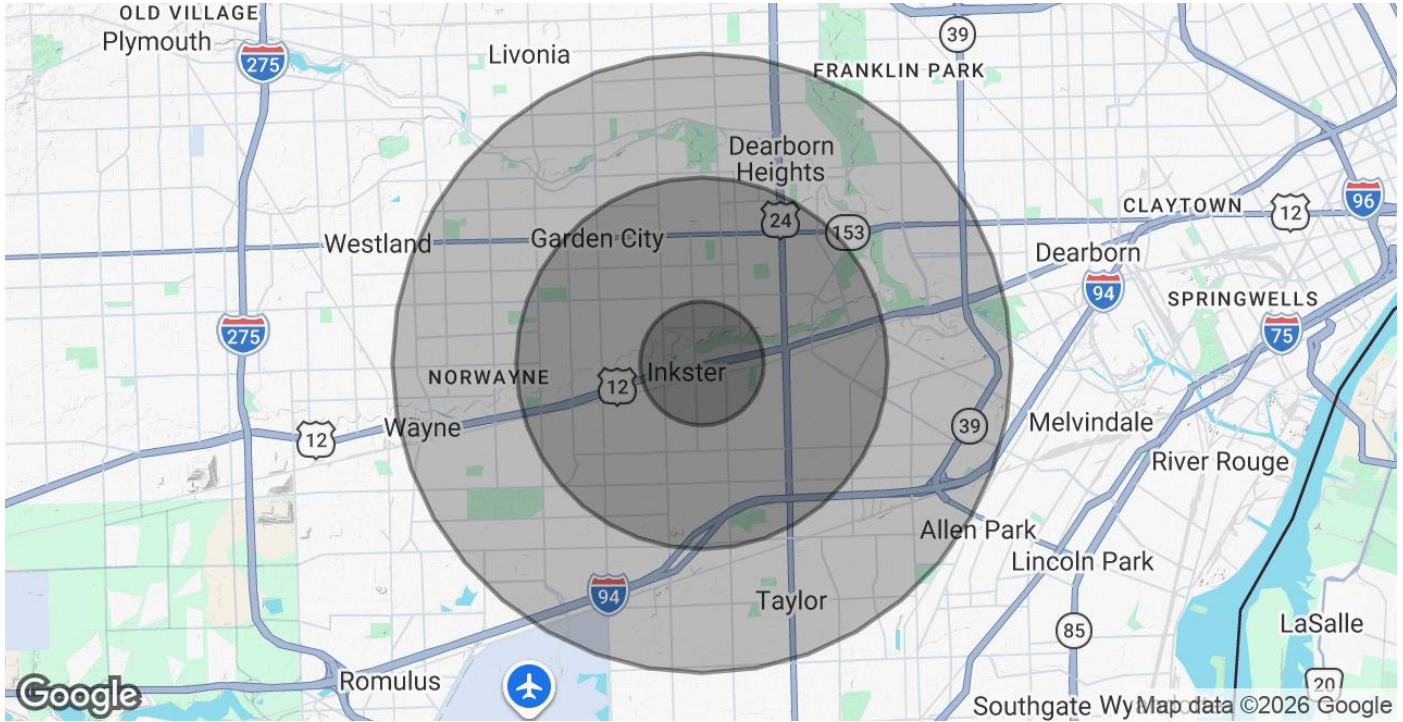 OLD VILLAGE
Plymouth
275
Livonia
39
FRANKLIN PARK
Dearborn
Heights
96
24
CLAYTOWN
12
153
Westland
Garden City
Dearborn
94
SPRINGWELLS
275
75
NORWAYNE
Inkster
12
Wayne
12
39
Melvindale
River Rouge
Allen Park
Lincoln Park
94
Taylor
85
LaSalle
Romulus
20
Google
Southgate Wy
Map data ©2026 Google